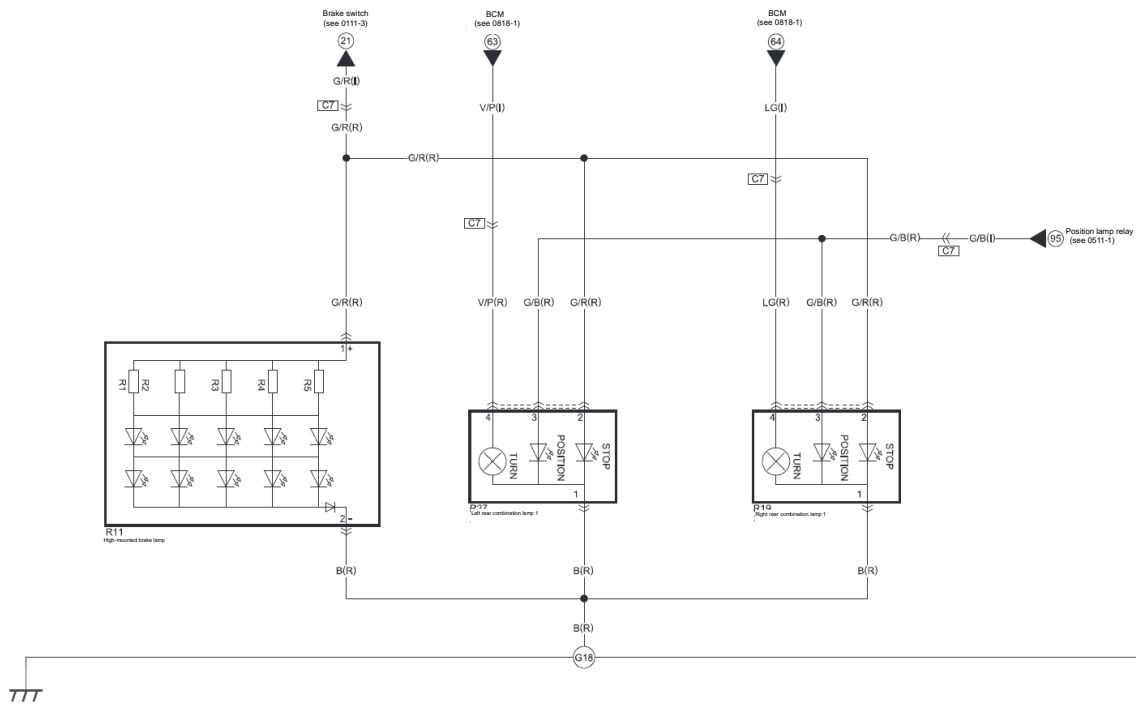 Brake switch
(see 0111-3)
21
BCM
(see 0818-1)
63
BCM
(see 0818-1)
64
G/R(I)
V/P(I)
LG(I)
C7
G/R(R)
G/R(R)
C7
C7
G/B(R)
G/B(I)
C7
95
Position lamp relay
(see 0511-1)
G/R(R)
V/P(R)
G/B(R)
G/R(R)
LG(R)
G/B(R)
G/R(R)
1 +
R1
R2
R3
R4
R5
2 -
R11
High-mounted brake lamp
4
3
2
TURN
POSITION
STOP
1
R27
Left rear combination lamp 1
4
3
2
TURN
POSITION
STOP
1
R19
Right rear combination lamp 1
B(R)
B(R)
B(R)
B(R)
G18